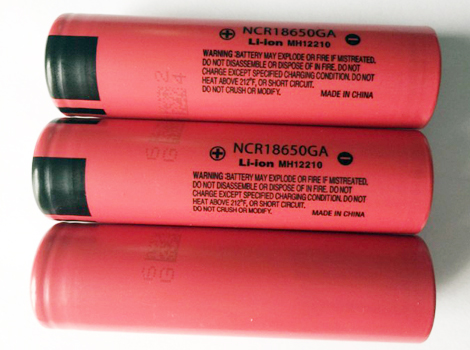 NCR18650GA
+ Li-ion MH12210 -
WARNING:BATTERY MAY EXPLODE OR FIRE IF MISTREATED.
DO NOT DISASSEMBLE OR DISPOSE OF IN FIRE. DO NOT
CHARGE EXCEPT SPECIFIED CHARGING CONDITION. DO NOT
HEAT ABOVE 212°F, OR SHORT CIRCUIT.
DO NOT CRUSH OR MODIFY. MADE IN CHINA
NCR18650GA
+ Li-ion MH12210 -
WARNING:BATTERY MAY EXPLODE OR FIRE IF MISTREATED.
DO NOT DISASSEMBLE OR DISPOSE OF IN FIRE. DO NOT
CHARGE EXCEPT SPECIFIED CHARGING CONDITION. DO NOT
HEAT ABOVE 212°F, OR SHORT CIRCUIT.
DO NOT CRUSH OR MODIFY. MADE IN CHINA